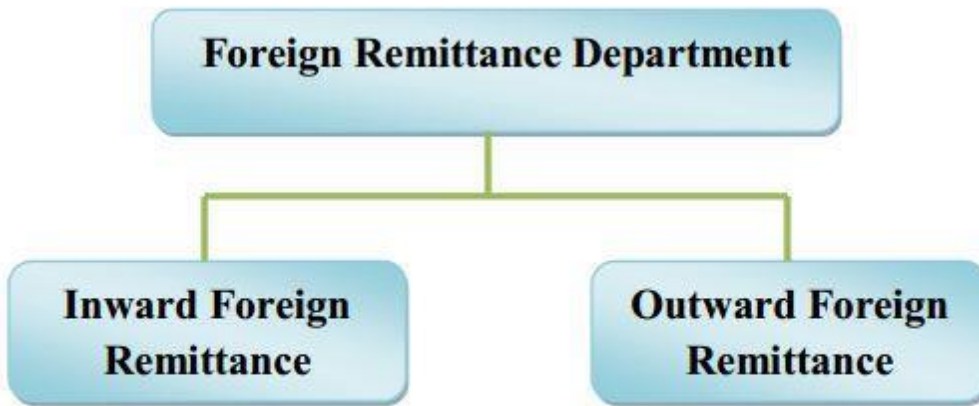 Foreign Remittance Department
Inward Foreign
Remittance
Outward Foreign
Remittance